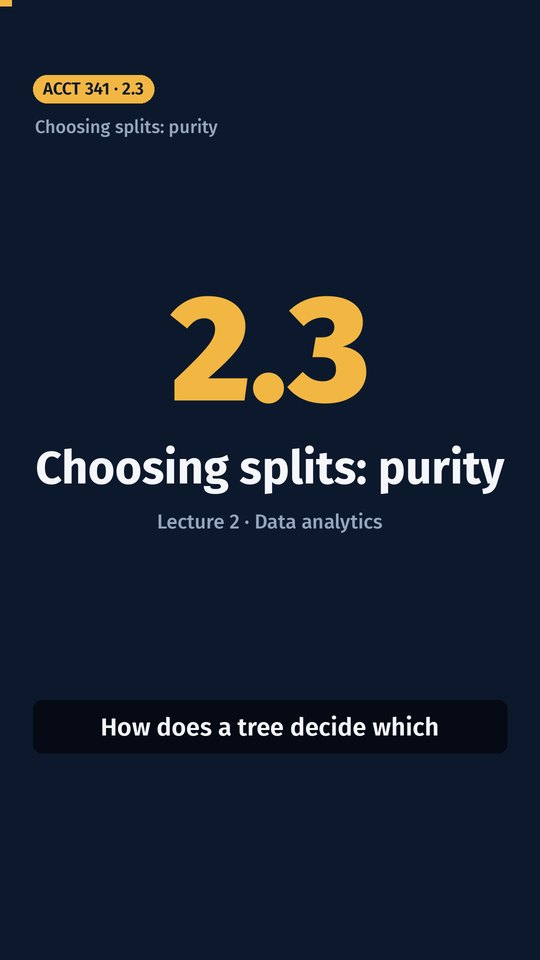 ACCT 341 · 2.3
Choosing splits: purity
2.3
Choosing splits: purity
Lecture 2 · Data analytics
How does a tree decide which